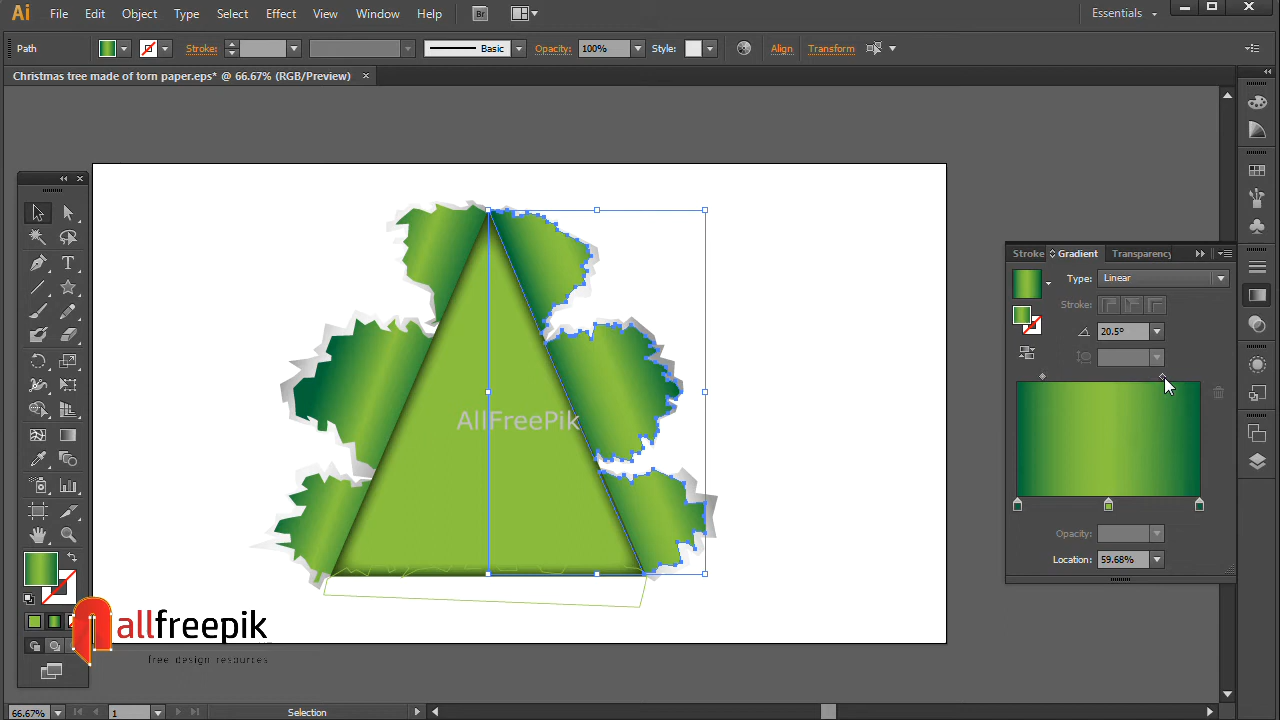 Ai File Edit Object Type Select Effect View Window Help Br Essentials
Path Stroke: Basic Opacity: 100% Style: Align Transform
Christmas tree made of torn paper.eps* @ 66.67% (RGB/Preview)
Stroke Gradient Transparency
Type: Linear
Stroke:
20.5°
AllFreePik
Opacity:
Location: 59.68%
allfreepik
free design resources
66.67% 1 Selection